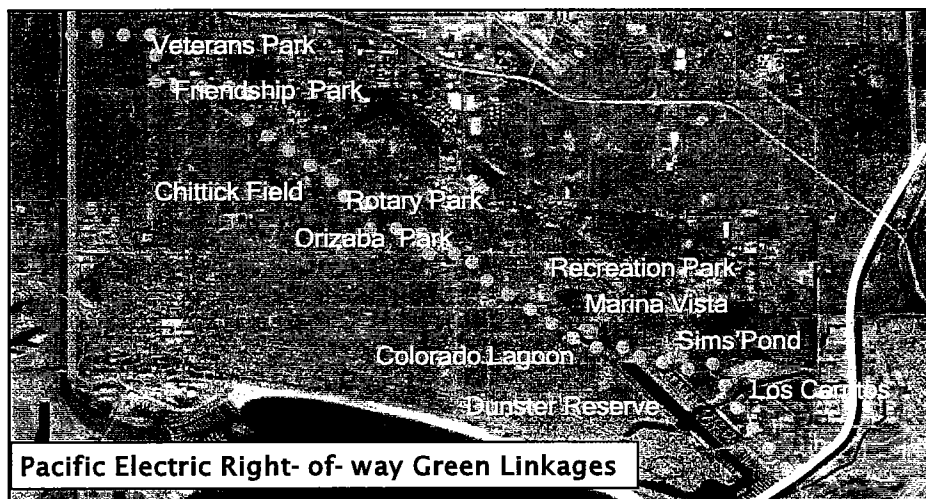 Veterans Park
Friendship Park
Chittick Field
Rotary Park
Orizaba Park
Recreation Park
Marina Vista
Sims'Pond
Colorado Lagoon
Los Cerritos
Dunster Reserve
Pacific Electric Right- of- way Green Linkages